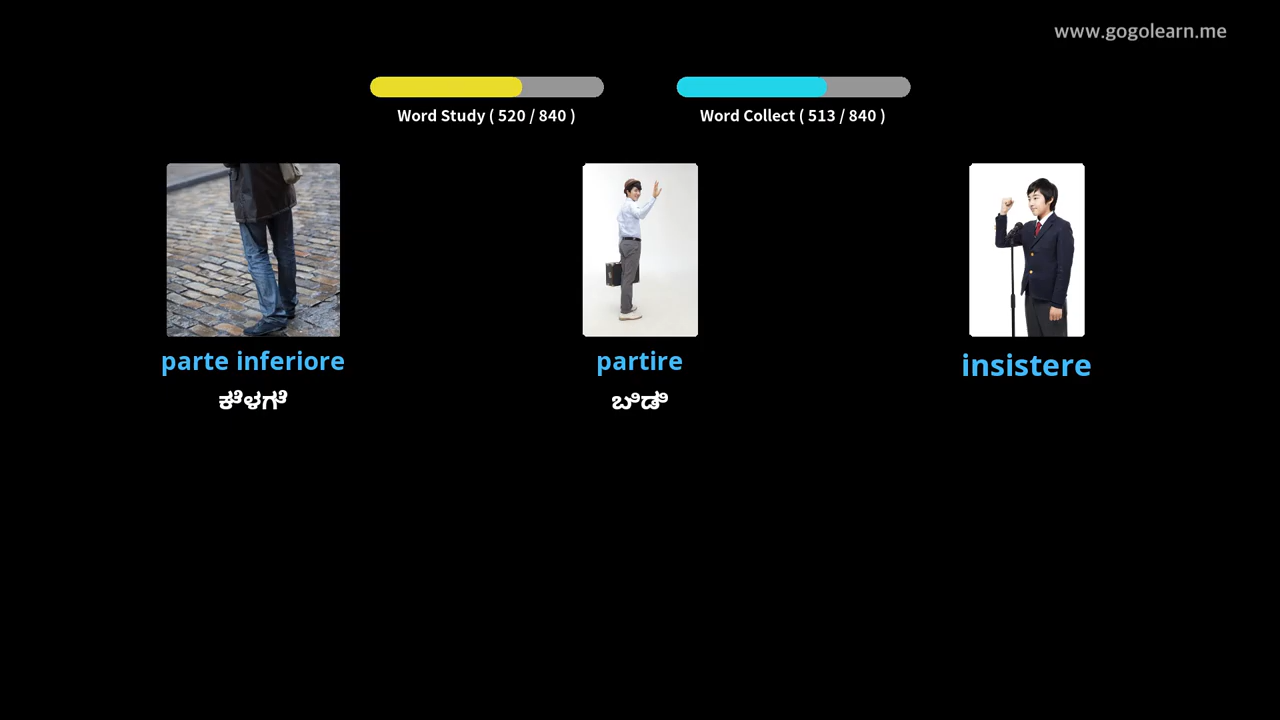 www.gogolearn.me
Word Study ( 520 / 840 )
Word Collect ( 513 / 840 )
parte inferiore
partire
insistere
ಕೆಳಗೆ
ಬಿಡಿ